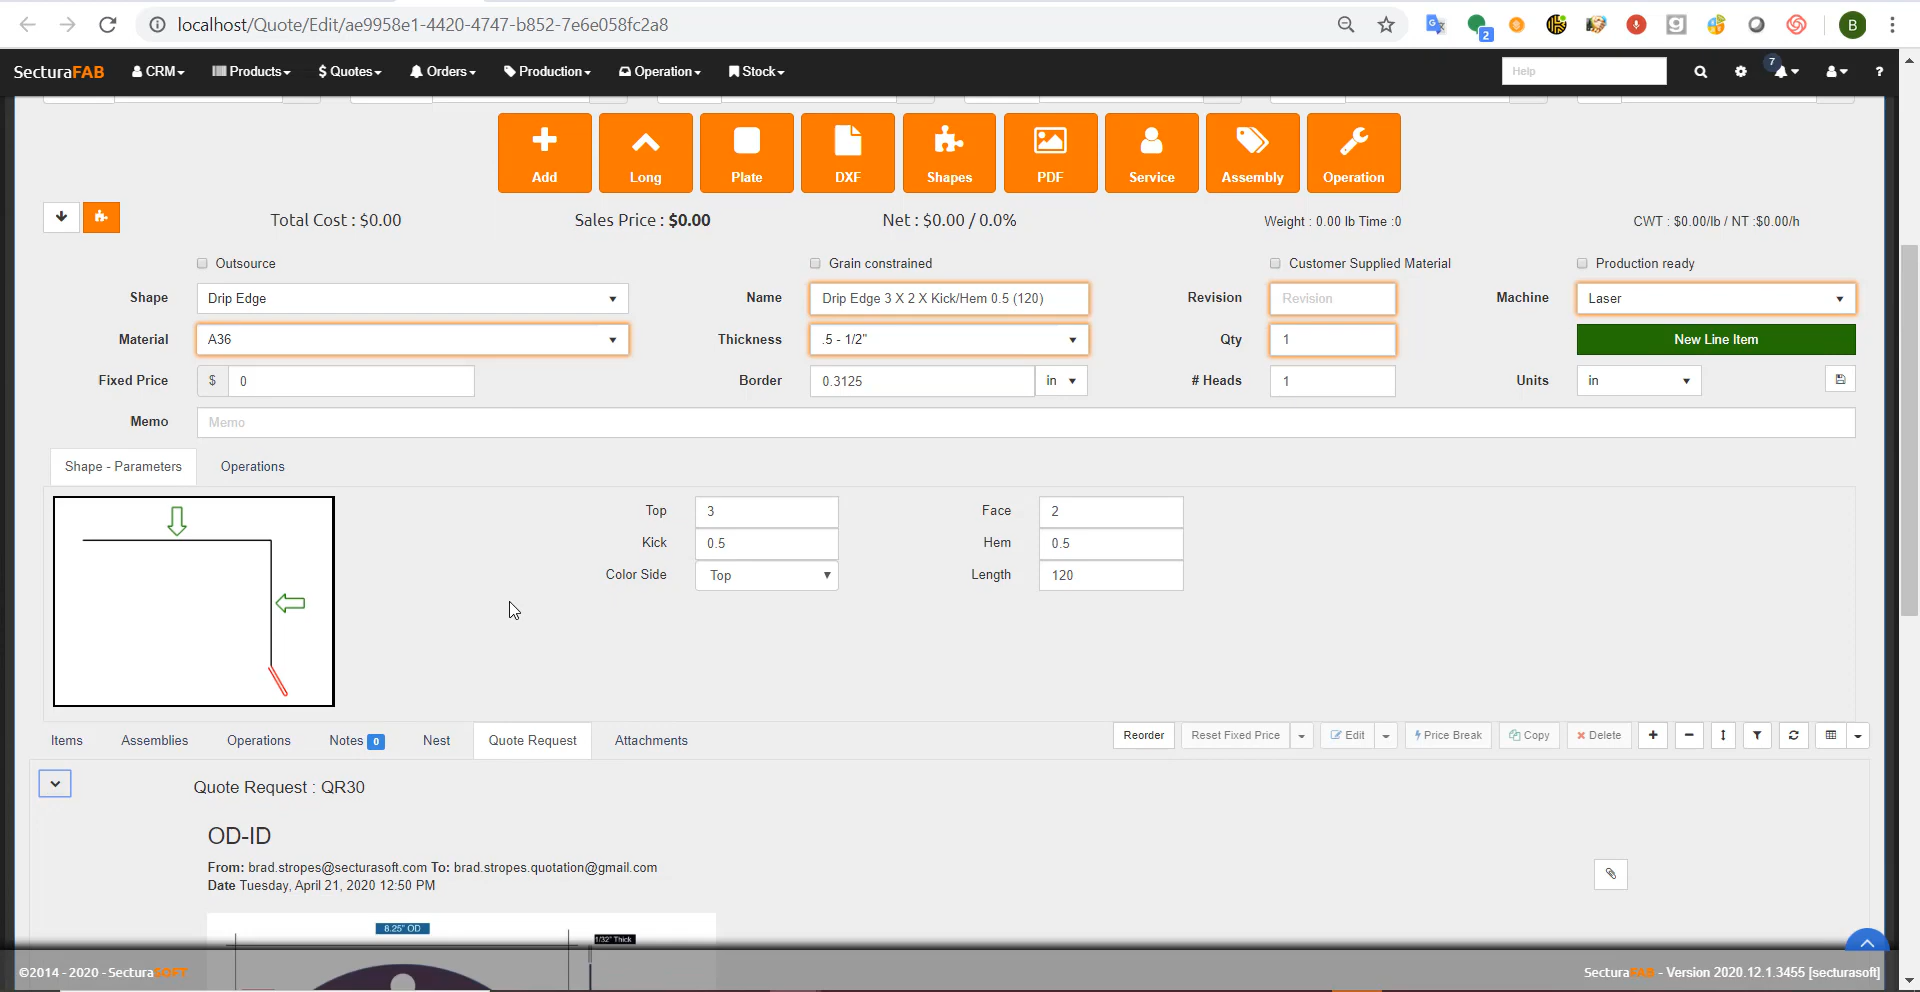 localhost/Quote/Edit/ae9958e1-4420-4747-b852-7e6e058fc2a8
2
B
SecturaFAB CRM Products $ Quotes Orders Production Operation Stock Help 7 ?
Add Long Plate DXF Shapes PDF Service Assembly Operation
Total Cost : $0.00 Sales Price : $0.00 Net : $0.00 / 0.0% Weight : 0.00 lb Time :0 CWT : $0.00/lb / NT :$0.00/h
Outsource Grain constrained Customer Supplied Material Production ready
Shape Drip Edge Name Drip Edge 3 X 2 X Kick/Hem 0.5 (120) Revision Revision Machine Laser
Material A36 Thickness .5 - 1/2" Qty 1 New Line Item
Fixed Price $ 0 Border 0.3125 in # Heads 1 Units in
Memo Memo
Shape - Parameters Operations
Top 3 Face 2
Kick 0.5 Hem 0.5
Color Side Top Length 120
Items Assemblies Operations Notes 0 Nest Quote Request Attachments Reorder Reset Fixed Price Edit Price Break Copy Delete
Quote Request : QR30
OD-ID
From: brad.stropes@secturasoft.com To: brad.stropes.quotation@gmail.com
Date Tuesday, April 21, 2020 12:50 PM
8.25" OD
1/32" Thick
©2014 - 2020 - SecturaSOFT SecturaFAB - Version 2020.12.1.3455 [secturasoft]